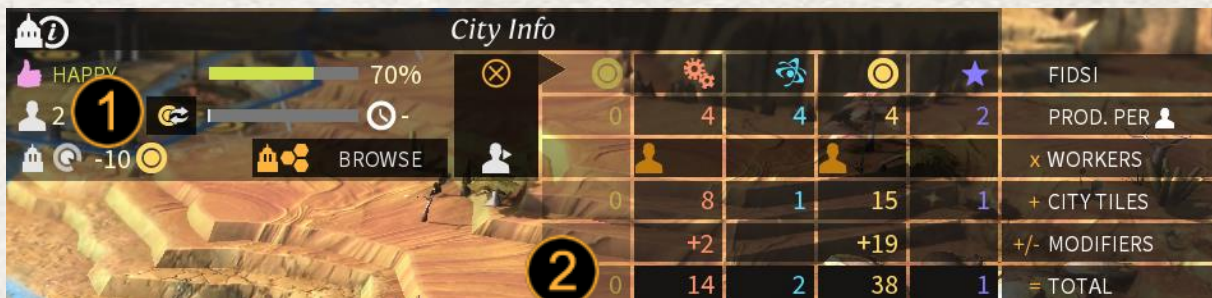 City Info
HAPPY 70% FIDSI
0 4 4 4 2 PROD. PER
2 1 -
-10 BROWSE x WORKERS
0 8 1 15 1 + CITY TILES
+2 +19 +/- MODIFIERS
2 0 14 2 38 1 = TOTAL